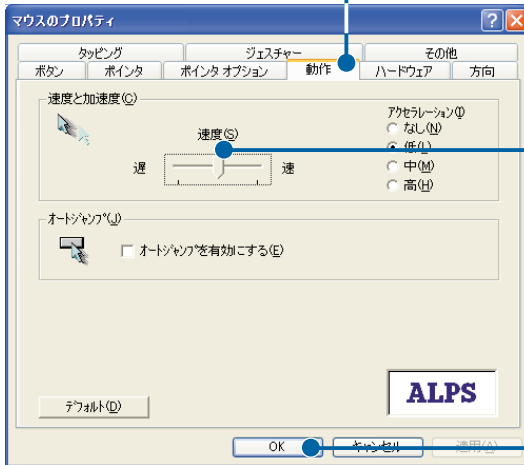 マウスのプロパティ
タッピング ジェスチャー その他
ボタン ポインタ ポインタ オプション 動作 ハードウェア 方向
速度と加速度(C)
アクセラレーション(I)
速度(S)
なし(N)
低(L)
遅 速
中(M)
高(H)
オートジャンプ(J)
オートジャンプを有効にする(E)
ALPS
デフォルト(D)
OK キャンセル 適用(A)